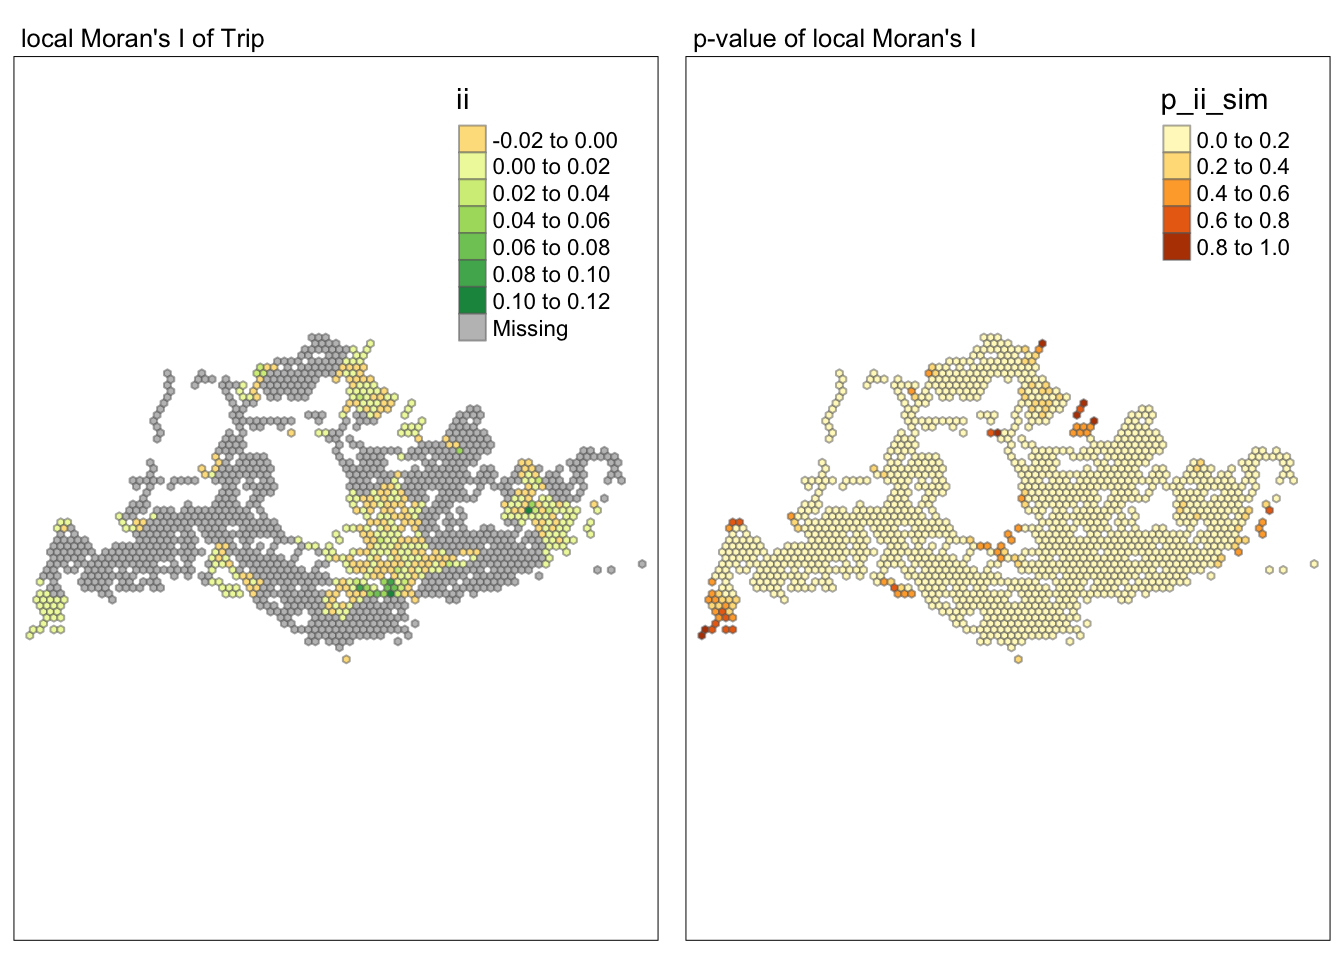 local Moran's I of Trip
ii
-0.02 to 0.00
0.00 to 0.02
0.02 to 0.04
0.04 to 0.06
0.06 to 0.08
0.08 to 0.10
0.10 to 0.12
Missing
p-value of local Moran's I
p_ii_sim
0.0 to 0.2
0.2 to 0.4
0.4 to 0.6
0.6 to 0.8
0.8 to 1.0